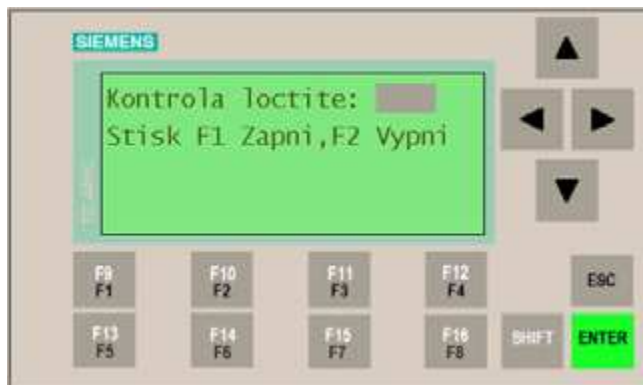 SIEMENS
Kontrola loctite:
Stisk F1 Zapni,F2 Vypni
F9 F10 F11 F12
F1 F2 F3 F4 ESC
F13 F14 F15 F16
F5 F6 F7 F8 SHIFT ENTER